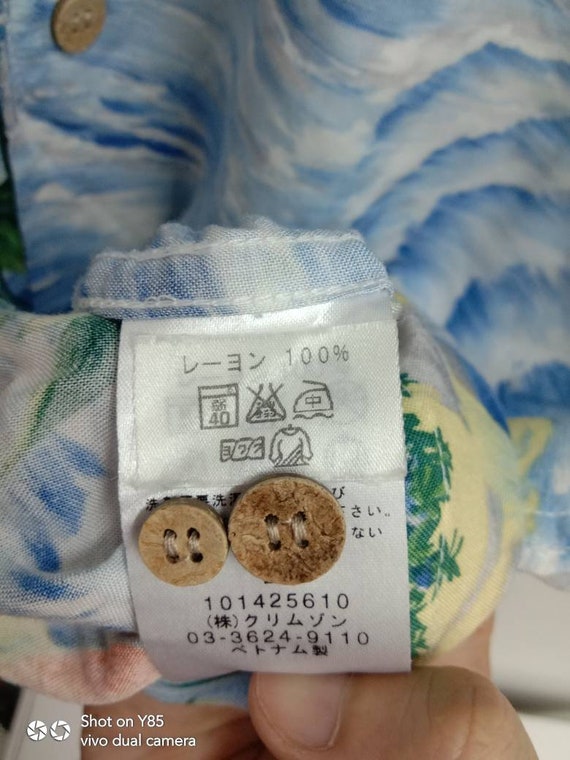 レーヨン 100%
40
中
さい。
ない
101425610
(株)クリムゾン
03-3624-9110
ベトナム製
Shot on Y85
vivo dual camera